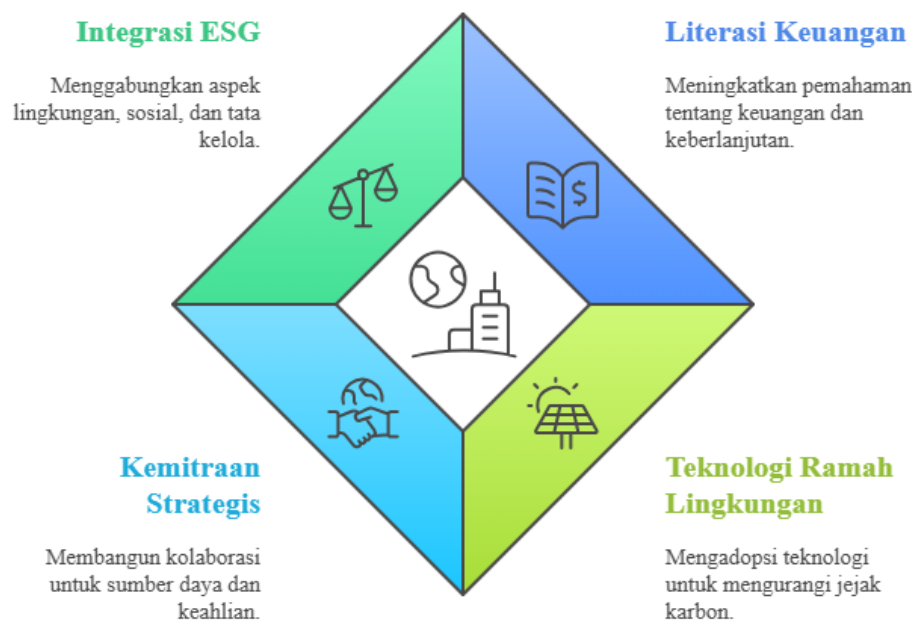 Integrasi ESG
Menggabungkan aspek
lingkungan, sosial, dan tata
kelola.
Literasi Keuangan
Meningkatkan pemahaman
tentang keuangan dan
keberlanjutan.
$
Kemitraan
Strategis
Membangun kolaborasi
untuk sumber daya dan
keahlian.
Teknologi Ramah
Lingkungan
Mengadopsi teknologi
untuk mengurangi jejak
karbon.